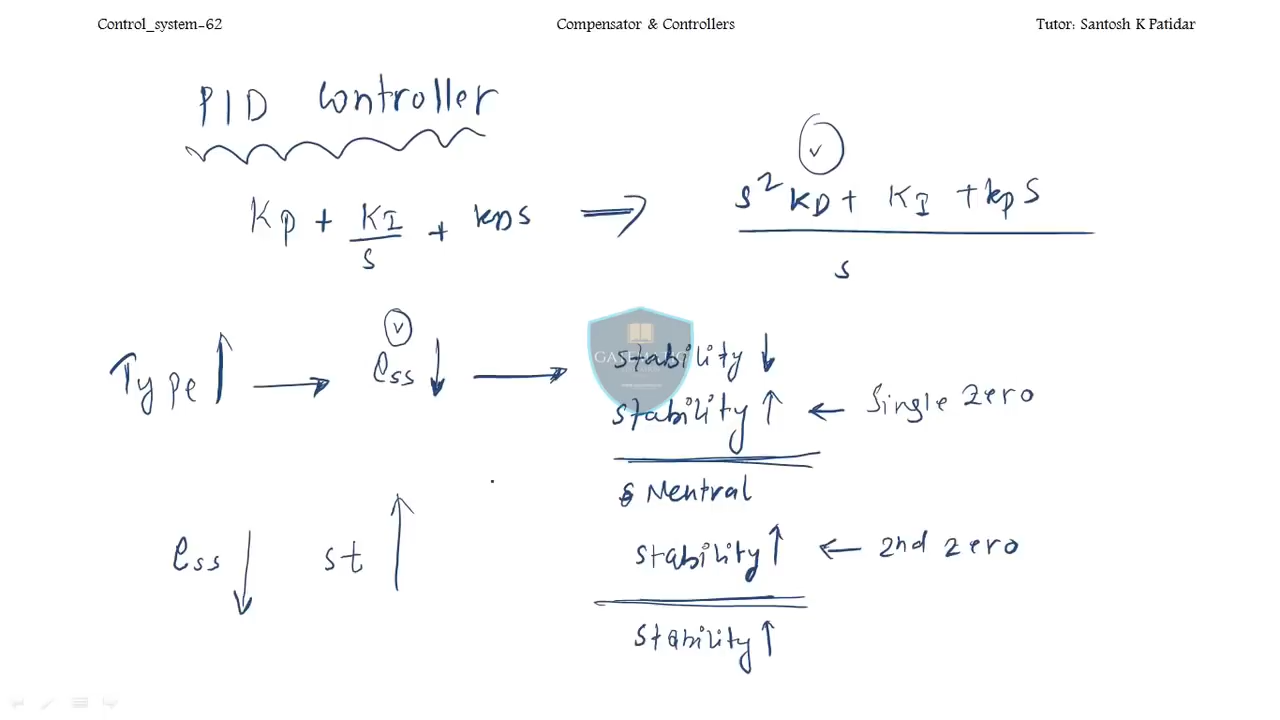 Control_system-62 Compensator & Controllers Tutor: Santosh K Patidar
PID Controller
v
Kp + KI/s + KDS ⇒ s²KD + KI + kpS / s
v
Type ↑ → ess ↓ → Stability ↓
Stability ↑ ← Single Zero
Neutral
ess ↓ st ↑ Stability ↑ ← 2nd zero
Stability ↑